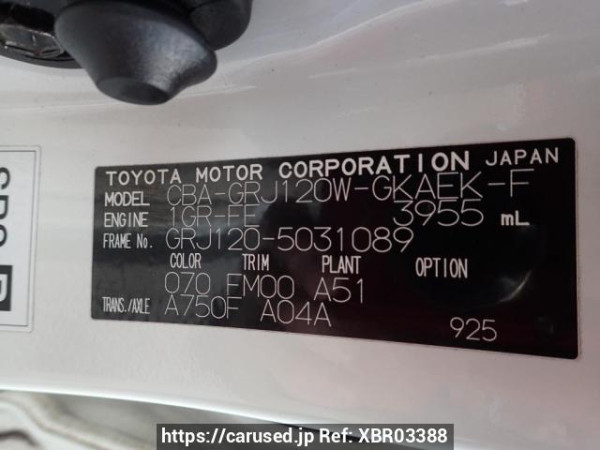 TOYOTA MOTOR CORPORATION JAPAN
MODEL CBA-GRJ120W-GKAEK-F
ENGINE 1GR-FE 3955 mL
FRAME No. GRJ120-5031089
COLOR TRIM PLANT OPTION
070 FM00 A51
TRANS./AXLE A750F A04A
925
https://carused.jp Ref: XBR03388